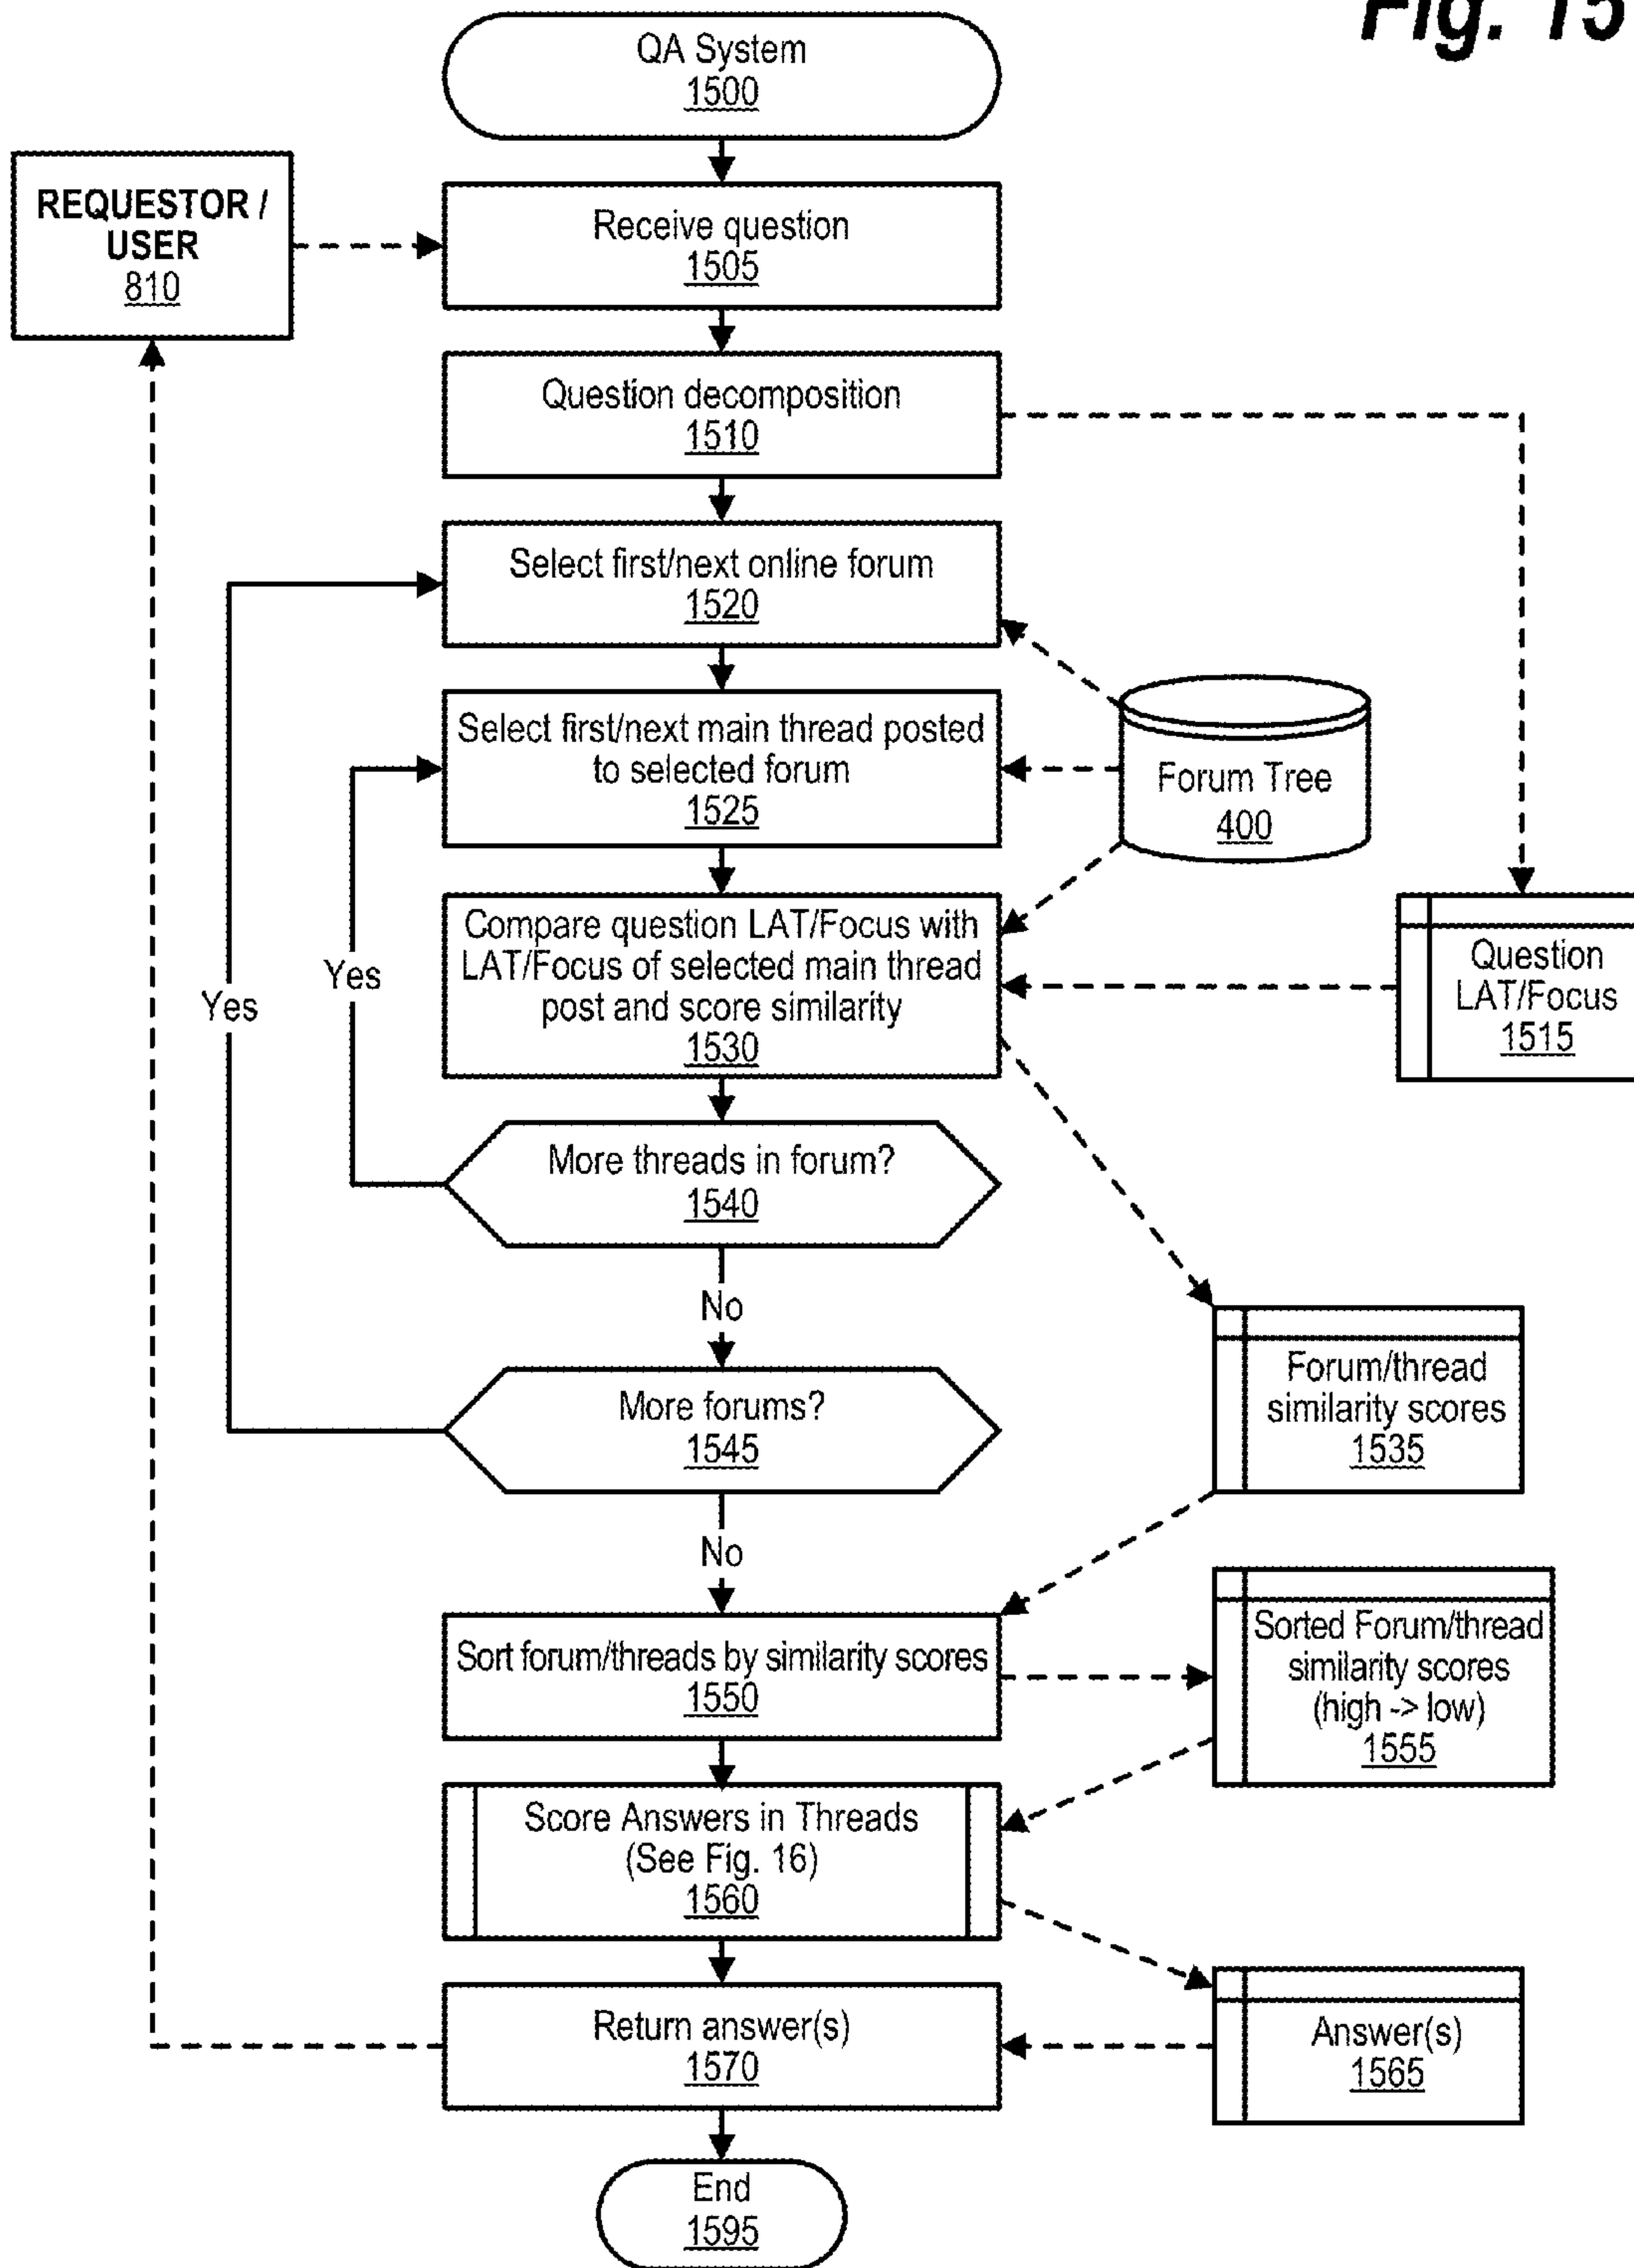 Fig. 15
QA System
1500
REQUESTOR /
USER
810
Receive question
1505
Question decomposition
1510
Select first/next online forum
1520
Select first/next main thread posted
to selected forum
1525
Forum Tree
400
Compare question LAT/Focus with
LAT/Focus of selected main thread
post and score similarity
1530
Question
LAT/Focus
1515
Yes
Yes
More threads in forum?
1540
No
Forum/thread
similarity scores
1535
More forums?
1545
No
Sort forum/threads by similarity scores
1550
Sorted Forum/thread
similarity scores
(high -> low)
1555
Score Answers in Threads
(See Fig. 16)
1560
Return answer(s)
1570
Answer(s)
1565
End
1595